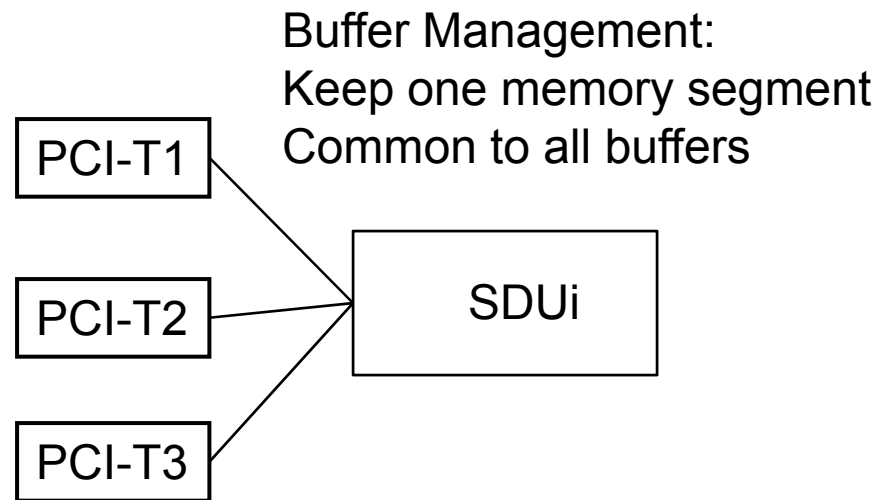 Buffer Management:
Keep one memory segment
Common to all buffers
PCI-T1
PCI-T2
SDUi
PCI-T3